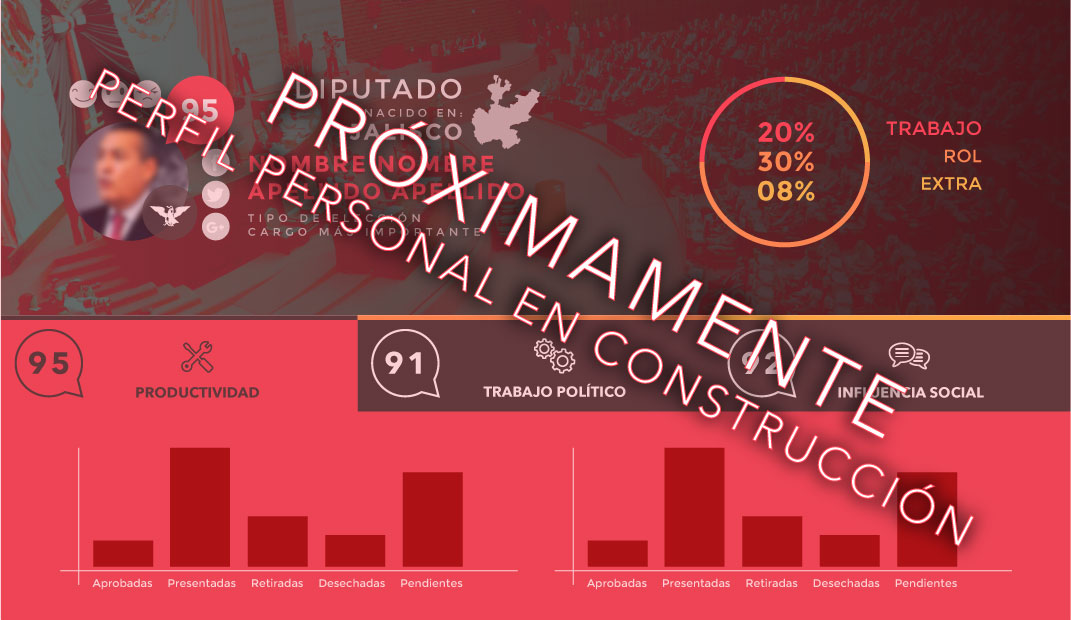 PRÓXIMAMENTE
PERFIL PERSONAL EN CONSTRUCCIÓN
95
DIPUTADO
NACIDO EN:
JALISCO
NOMBRE NOMBRE
APELLIDO APELLIDO
TIPO DE ELECCIÓN
CARGO MÁS IMPORTANTE
G+
20% TRABAJO
30% ROL
08% EXTRA
95
PRODUCTIVIDAD
91
TRABAJO POLÍTICO
92
INFLUENCIA SOCIAL
Aprobadas Presentadas Retiradas Desechadas Pendientes
Aprobadas Presentadas Retiradas Desechadas Pendientes